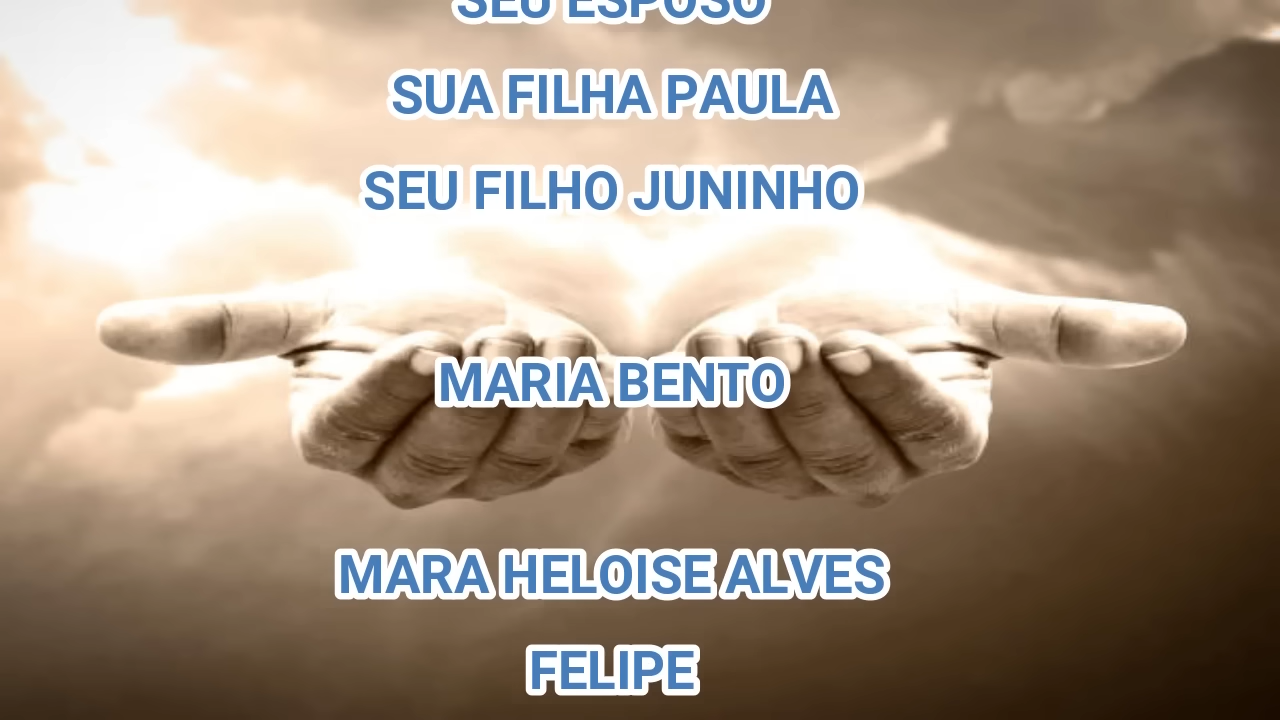 SEU ESPOSO
SUA FILHA PAULA
SEU FILHO JUNINHO
MARIA BENTO
MARA HELOISE ALVES
FELIPE